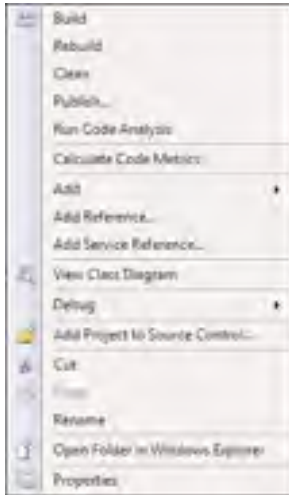 Build
Rebuild
Clean
Publish...
Run Code Analysis
Calculate Code Metrics
Add
Add Reference...
Add Service Reference...
View Class Diagram
Debug
Add Project to Source Control...
Cut
Paste
Rename
Open Folder in Windows Explorer
Properties